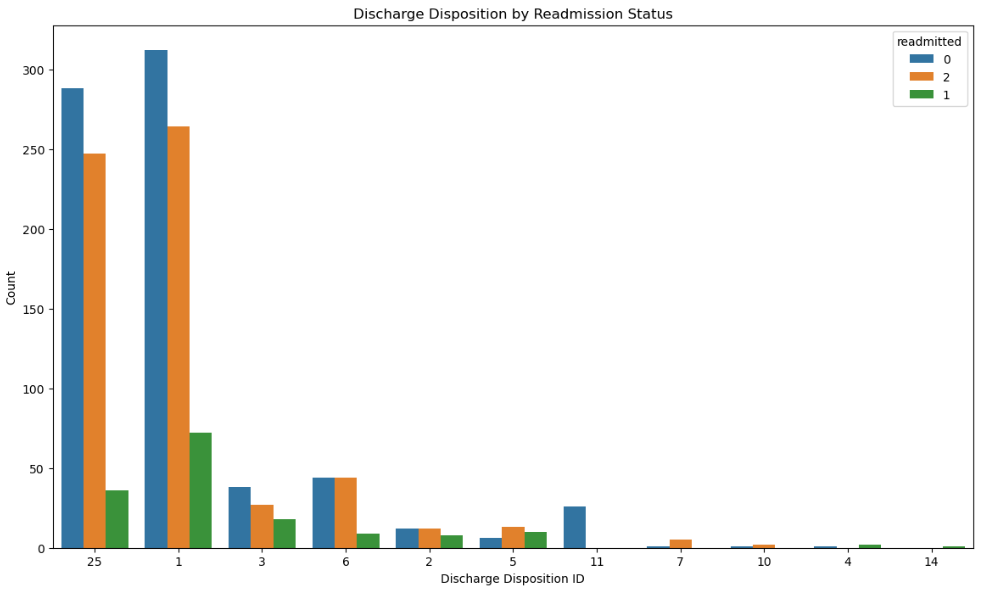 Discharge Disposition by Readmission Status
readmitted
0
2
1
Count
300
250
200
150
100
50
0
25 1 3 6 2 5 11 7 10 4 14
Discharge Disposition ID